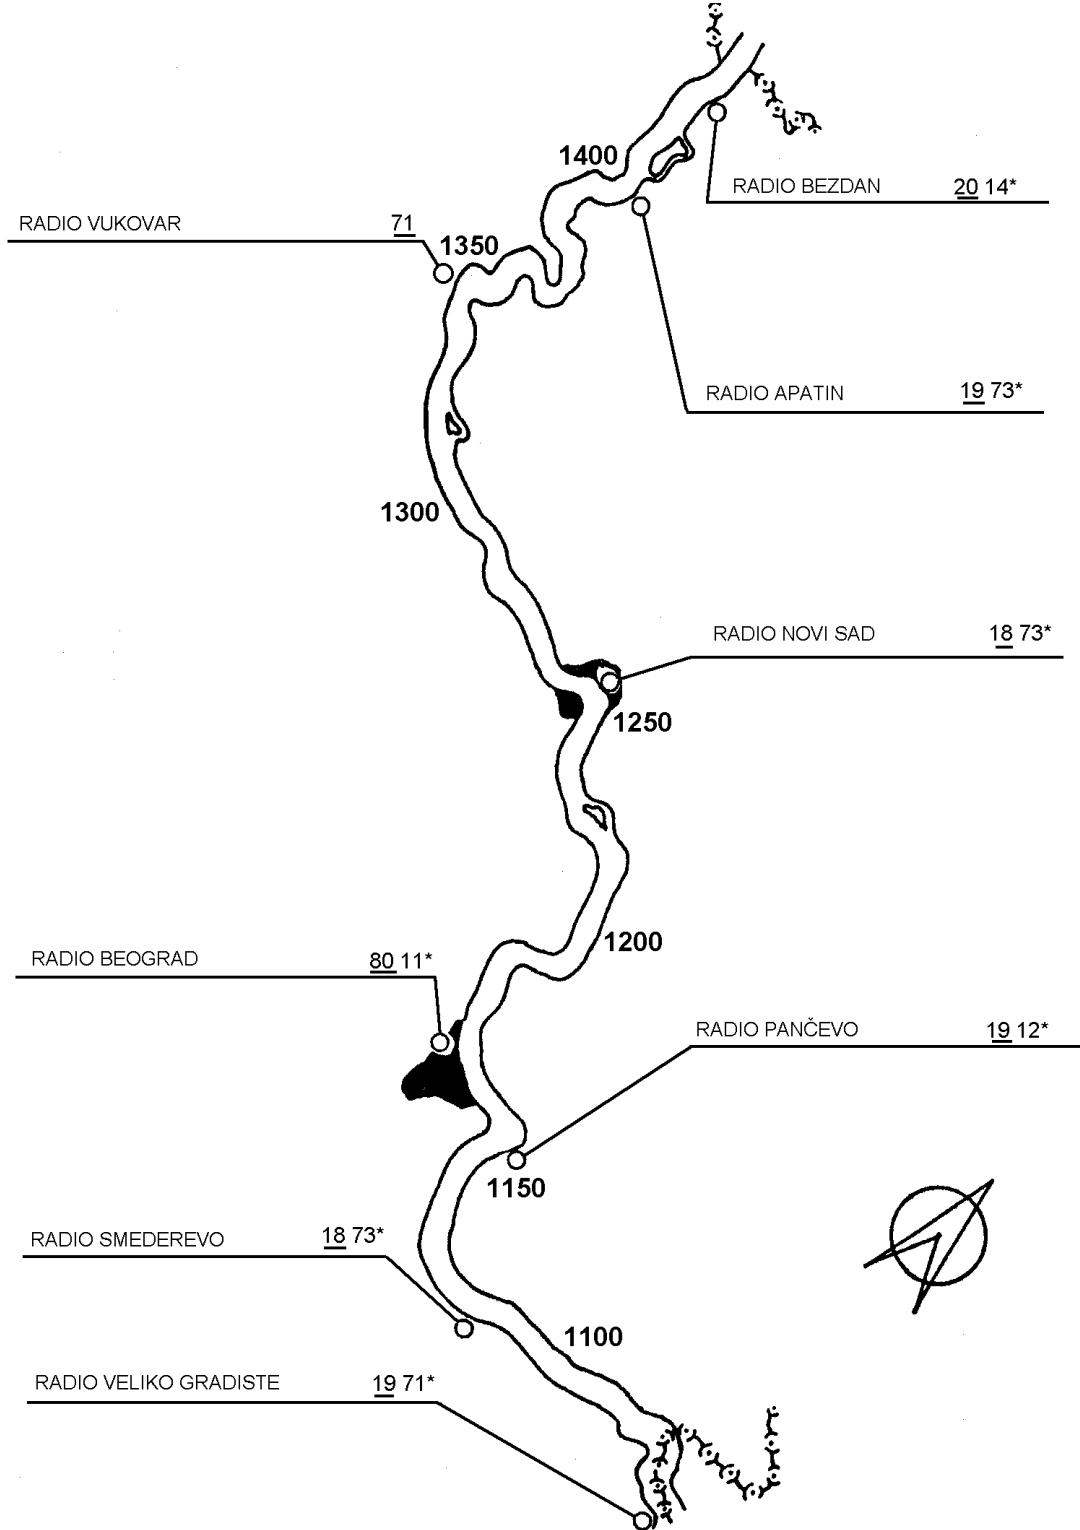 1400
RADIO BEZDAN 20 14*
RADIO VUKOVAR 71
1350
RADIO APATIN 19 73*
1300
RADIO NOVI SAD 18 73*
1250
1200
RADIO BEOGRAD 80 11*
RADIO PANČEVO 19 12*
1150
RADIO SMEDEREVO 18 73*
1100
RADIO VELIKO GRADISTE 19 71*